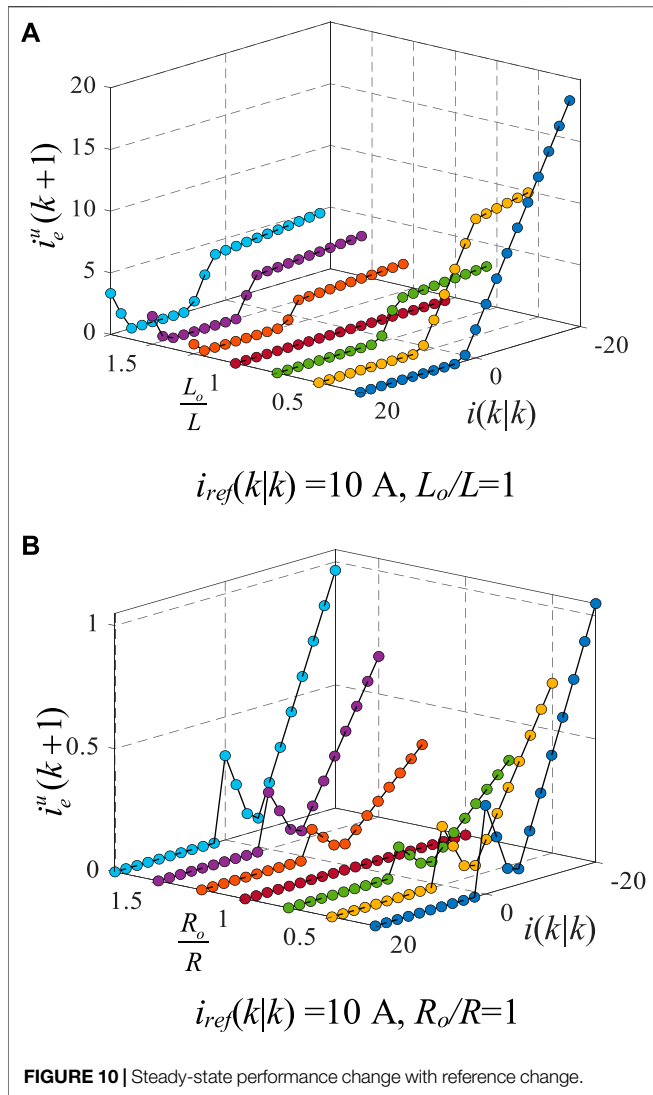 A
20
15
10
5
0
i_e^u(k+1)
1.5
L_o/L
1
0.5
20
0
-20
i(k|k)
i_ref(k|k) =10 A, L_o/L=1
B
1
0.5
0
i_e^u(k+1)
1.5
R_o/R
1
0.5
20
0
-20
i(k|k)
i_ref(k|k) =10 A, R_o/R=1
FIGURE 10 | Steady-state performance change with reference change.